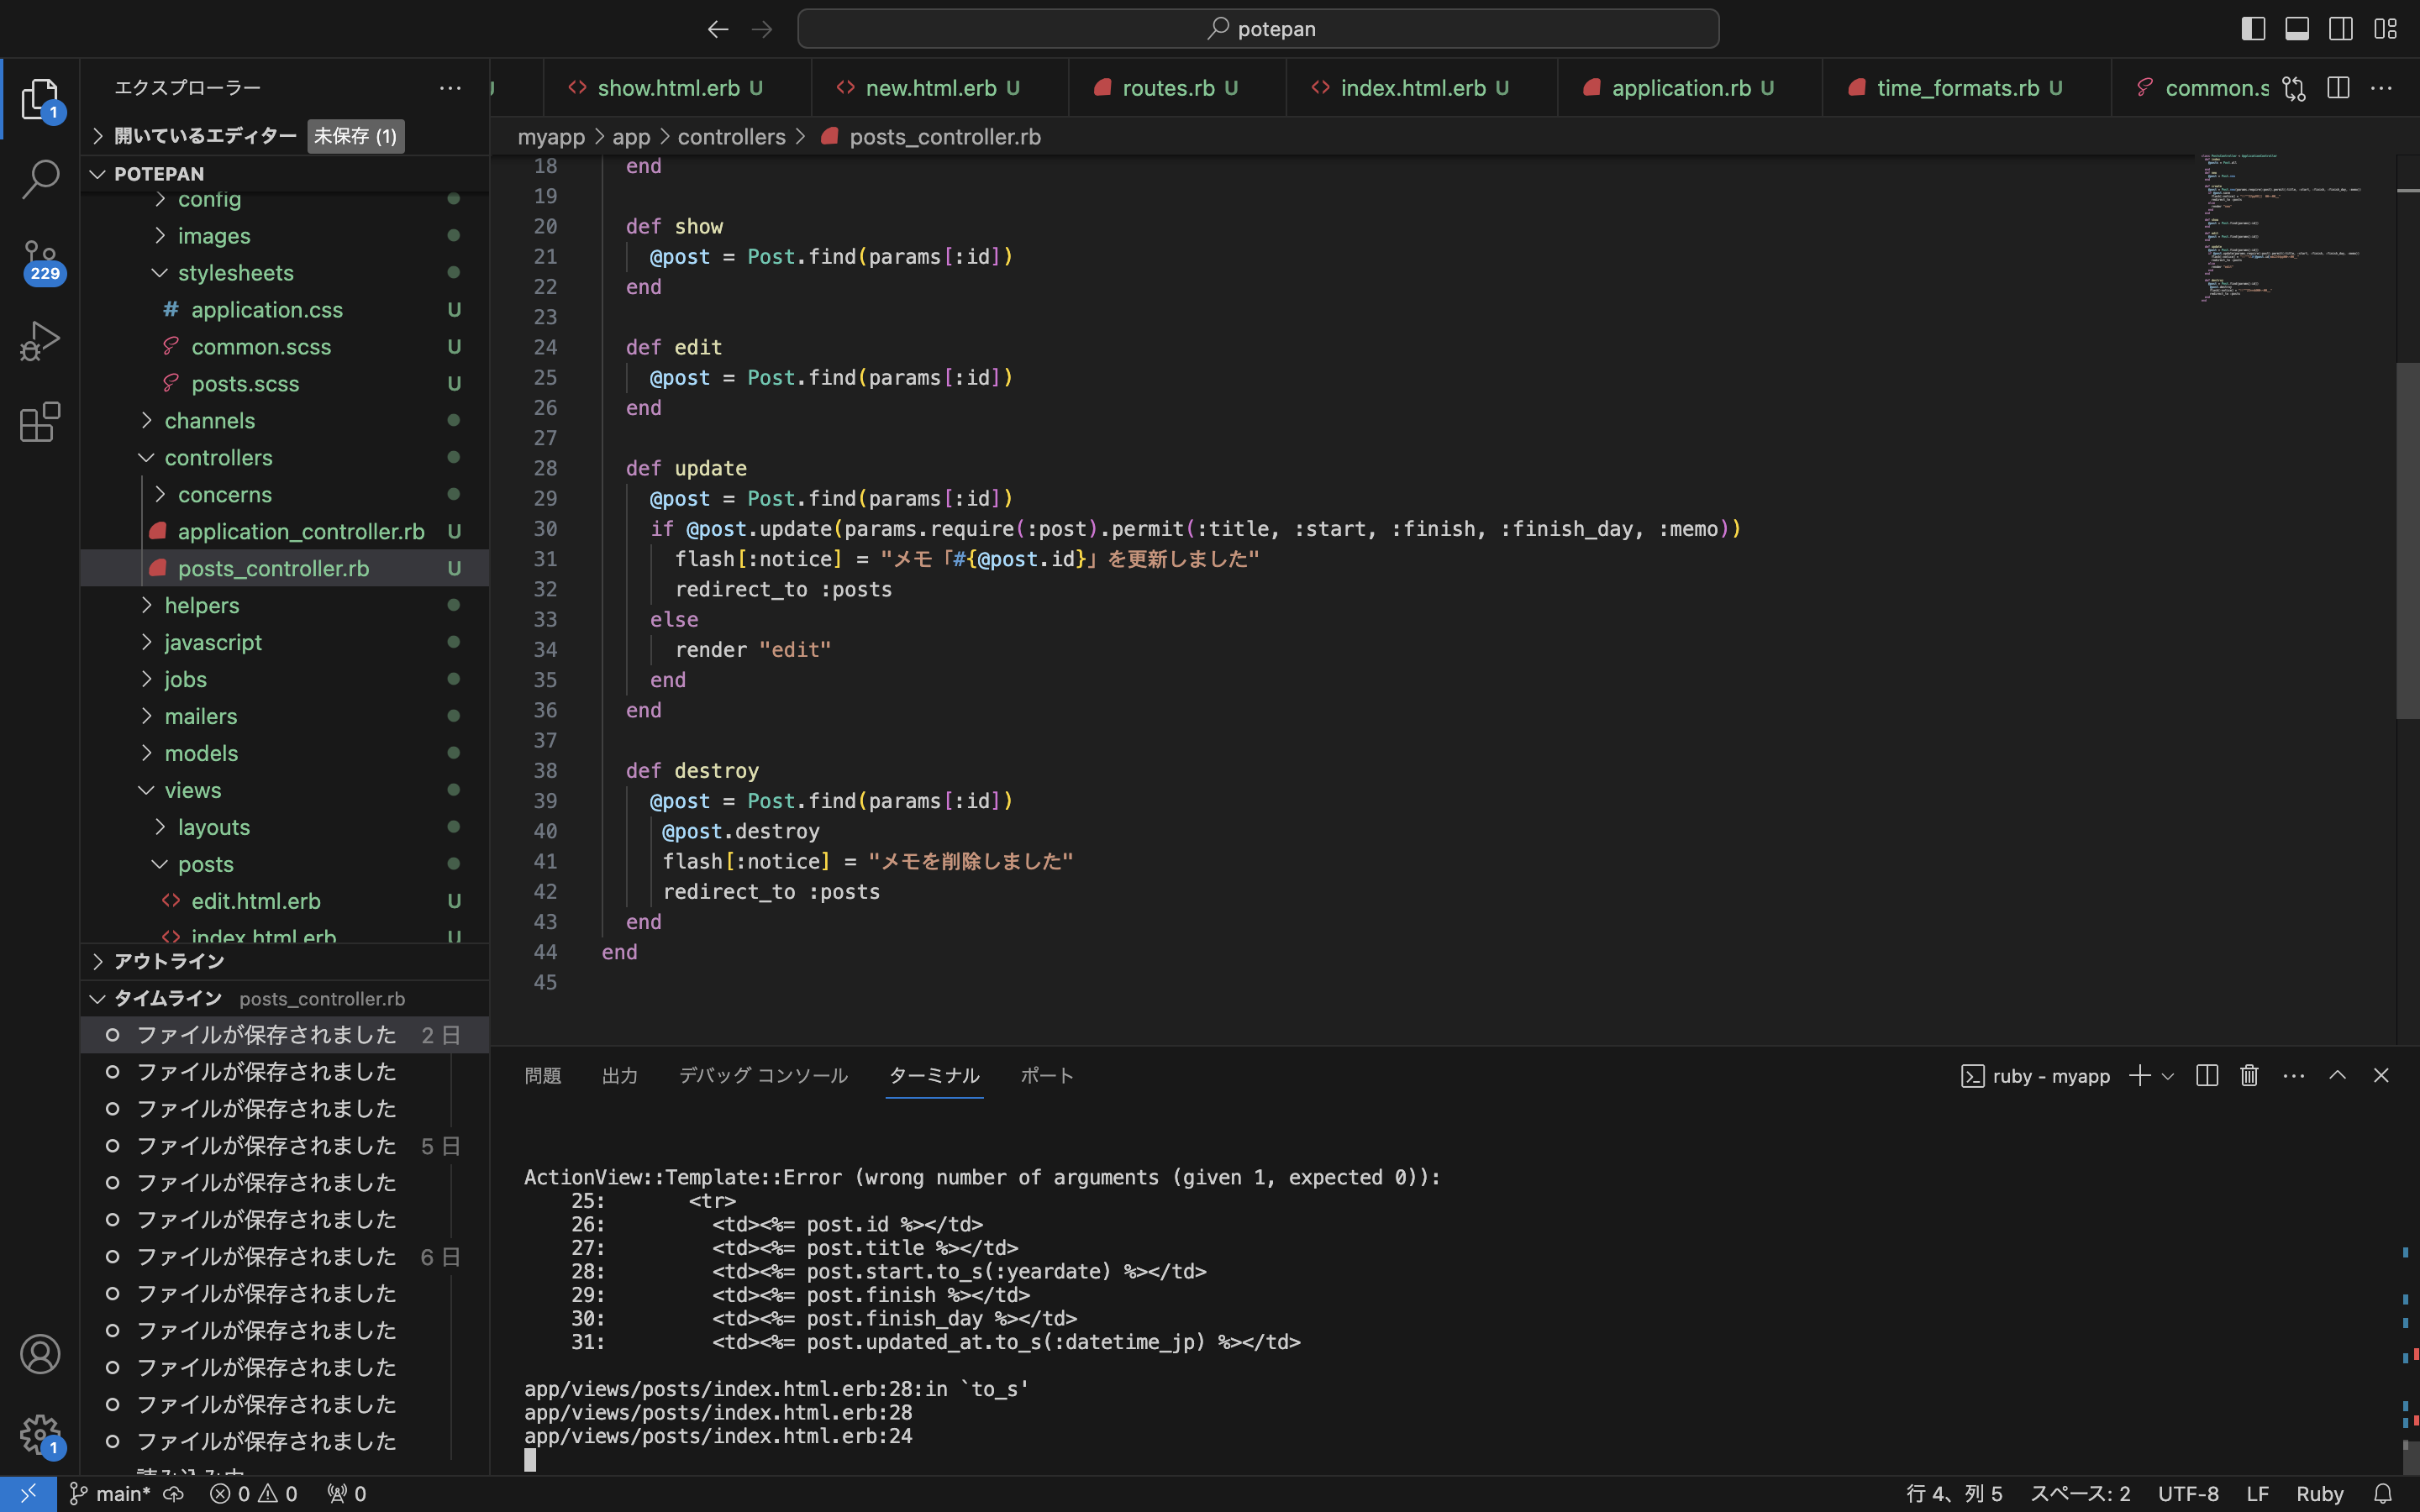 potepan
エクスプローラー
開いているエディター 未保存 (1)
POTEPAN
config
images
stylesheets
# application.css U
common.scss U
posts.scss U
channels
controllers
concerns
application_controller.rb U
posts_controller.rb U
helpers
javascript
jobs
mailers
models
views
layouts
posts
edit.html.erb U
index.html.erb U
アウトライン
タイムライン posts_controller.rb
ファイルが保存されました 2 日
ファイルが保存されました
ファイルが保存されました
ファイルが保存されました 5 日
ファイルが保存されました
ファイルが保存されました
ファイルが保存されました 6 日
ファイルが保存されました
ファイルが保存されました
ファイルが保存されました
ファイルが保存されました
ファイルが保存されました
1
229
1
show.html.erb U new.html.erb U routes.rb U index.html.erb U application.rb U time_formats.rb U common.s
myapp > app > controllers > posts_controller.rb
18 end
19
20 def show
21 @post = Post.find(params[:id])
22 end
23
24 def edit
25 @post = Post.find(params[:id])
26 end
27
28 def update
29 @post = Post.find(params[:id])
30 if @post.update(params.require(:post).permit(:title, :start, :finish, :finish_day, :memo))
31 flash[:notice] = "メモ「#{@post.id}」を更新しました"
32 redirect_to :posts
33 else
34 render "edit"
35 end
36 end
37
38 def destroy
39 @post = Post.find(params[:id])
40 @post.destroy
41 flash[:notice] = "メモを削除しました"
42 redirect_to :posts
43 end
44 end
45
問題 出力 デバッグ コンソール ターミナル ポート ruby - myapp
ActionView::Template::Error (wrong number of arguments (given 1, expected 0)):
25: <tr>
26: <td><%= post.id %></td>
27: <td><%= post.title %></td>
28: <td><%= post.start.to_s(:yeardate) %></td>
29: <td><%= post.finish %></td>
30: <td><%= post.finish_day %></td>
31: <td><%= post.updated_at.to_s(:datetime_jp) %></td>
app/views/posts/index.html.erb:28:in `to_s'
app/views/posts/index.html.erb:28
app/views/posts/index.html.erb:24
main* 0 0 0 行 4、列 5 スペース: 2 UTF-8 LF Ruby